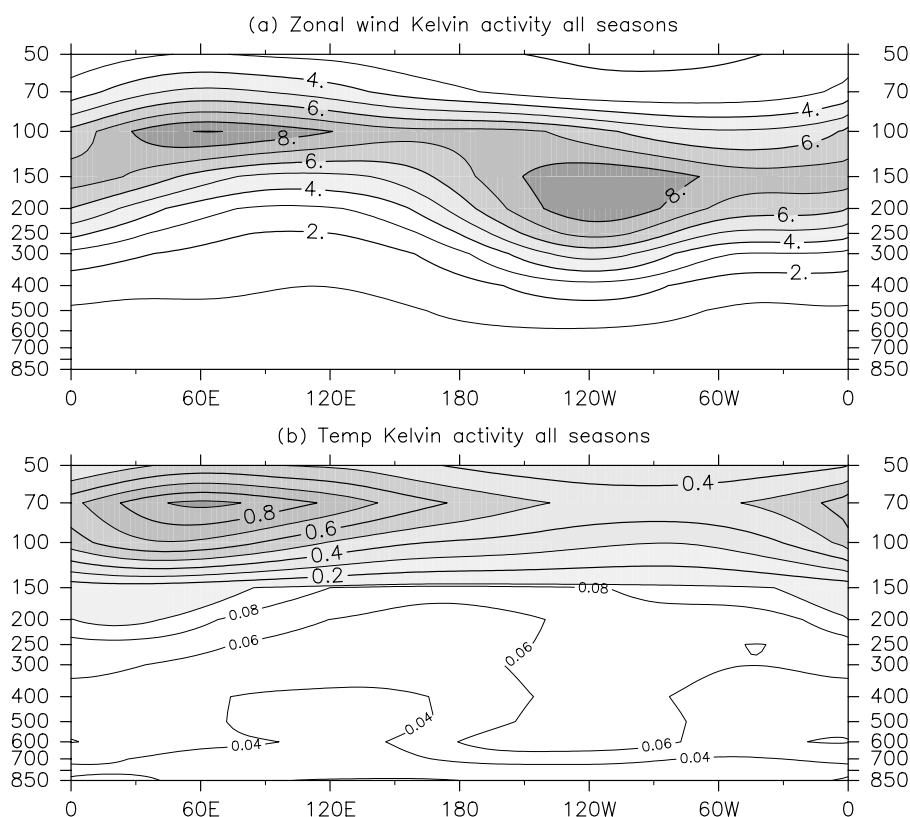 (a) Zonal wind Kelvin activity all seasons
50 50
70 4. 70
4.
6.
100 8. 6. 100
6.
150 150
4. 8.
200 6. 200
250 2. 4. 250
300 300
2.
400 400
500 500
600 600
700 700
850 850
0 60E 120E 180 120W 60W 0
(b) Temp Kelvin activity all seasons
50 50
0.4
70 70
0.8
0.6
100 100
0.4
0.2
150 0.08 150
0.08
200 200
0.06
250 0.06 250
300 300
400 400
0.04
500 500
600 0.04 0.06 600
700 0.04 700
850 850
0 60E 120E 180 120W 60W 0